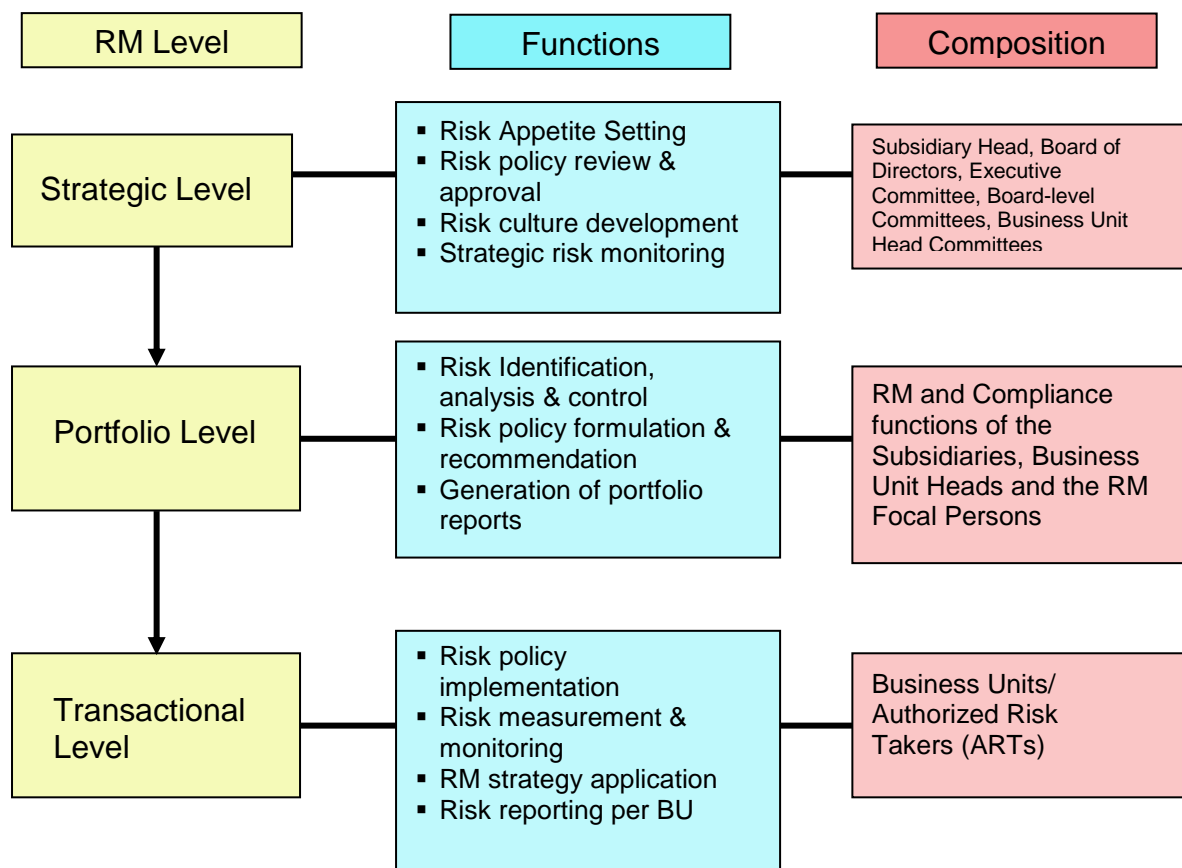 RM Level
Functions
Composition
Strategic Level
▪ Risk Appetite Setting
▪ Risk policy review &
approval
▪ Risk culture development
▪ Strategic risk monitoring
Subsidiary Head, Board of
Directors, Executive
Committee, Board-level
Committees, Business Unit
Head Committees
Portfolio Level
▪ Risk Identification,
analysis & control
▪ Risk policy formulation &
recommendation
▪ Generation of portfolio
reports
RM and Compliance
functions of the
Subsidiaries, Business
Unit Heads and the RM
Focal Persons
Transactional
Level
▪ Risk policy
implementation
▪ Risk measurement &
monitoring
▪ RM strategy application
▪ Risk reporting per BU
Business Units/
Authorized Risk
Takers (ARTs)